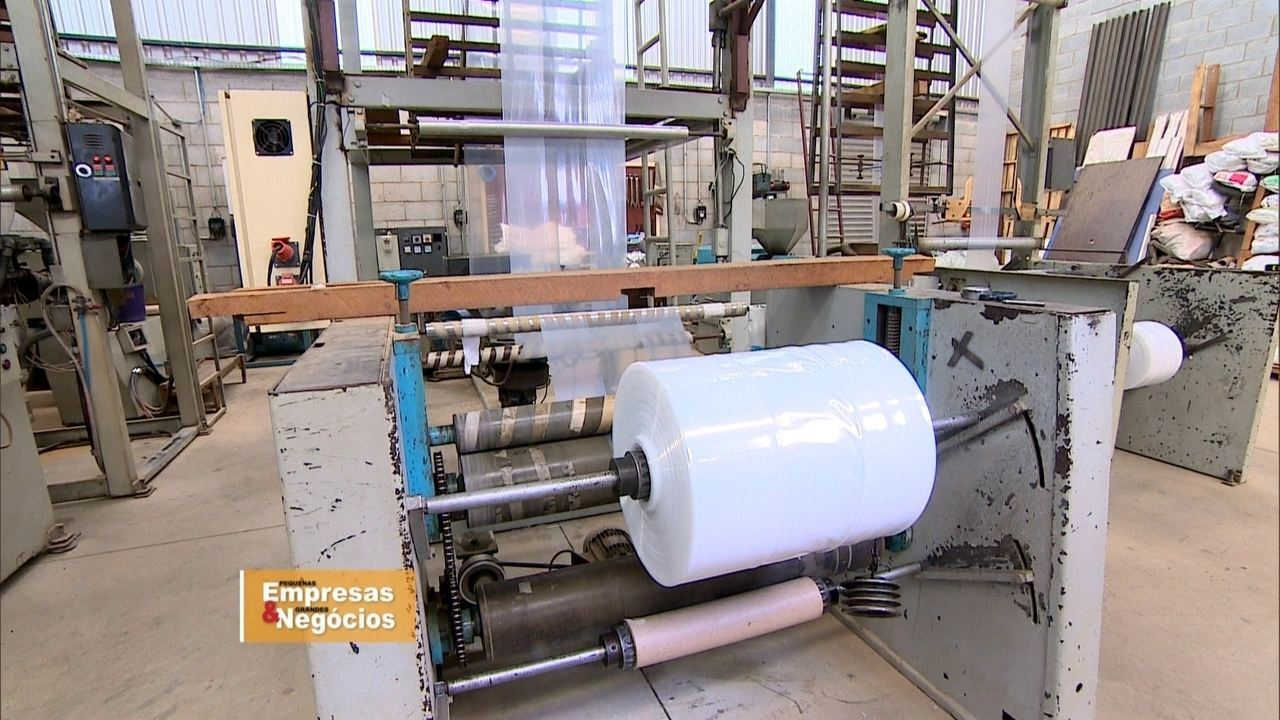 PEQUENAS
Empresas
& GRANDES
Negócios
X